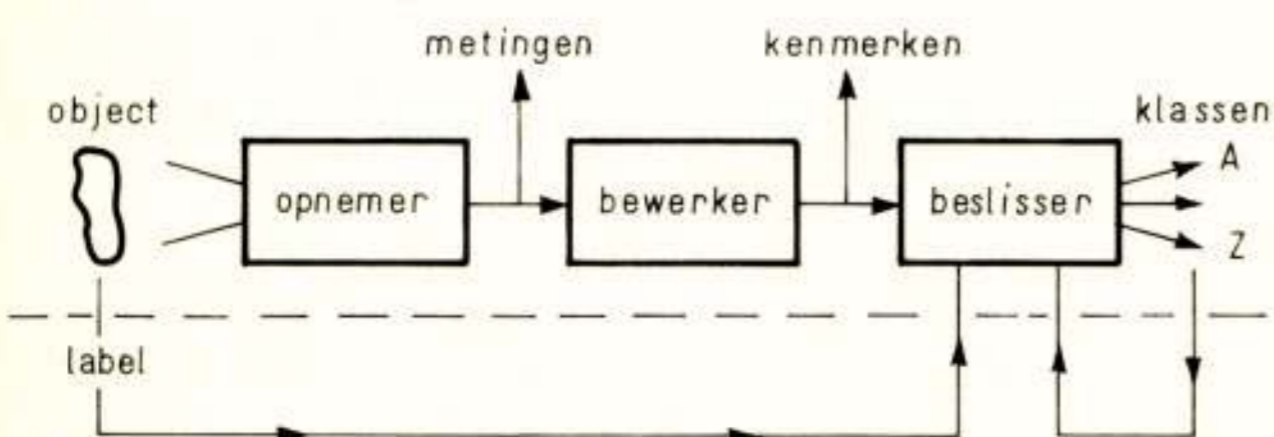 metingen
kenmerken
object
klassen
opnemer
bewerker
beslisser
A
Z
label